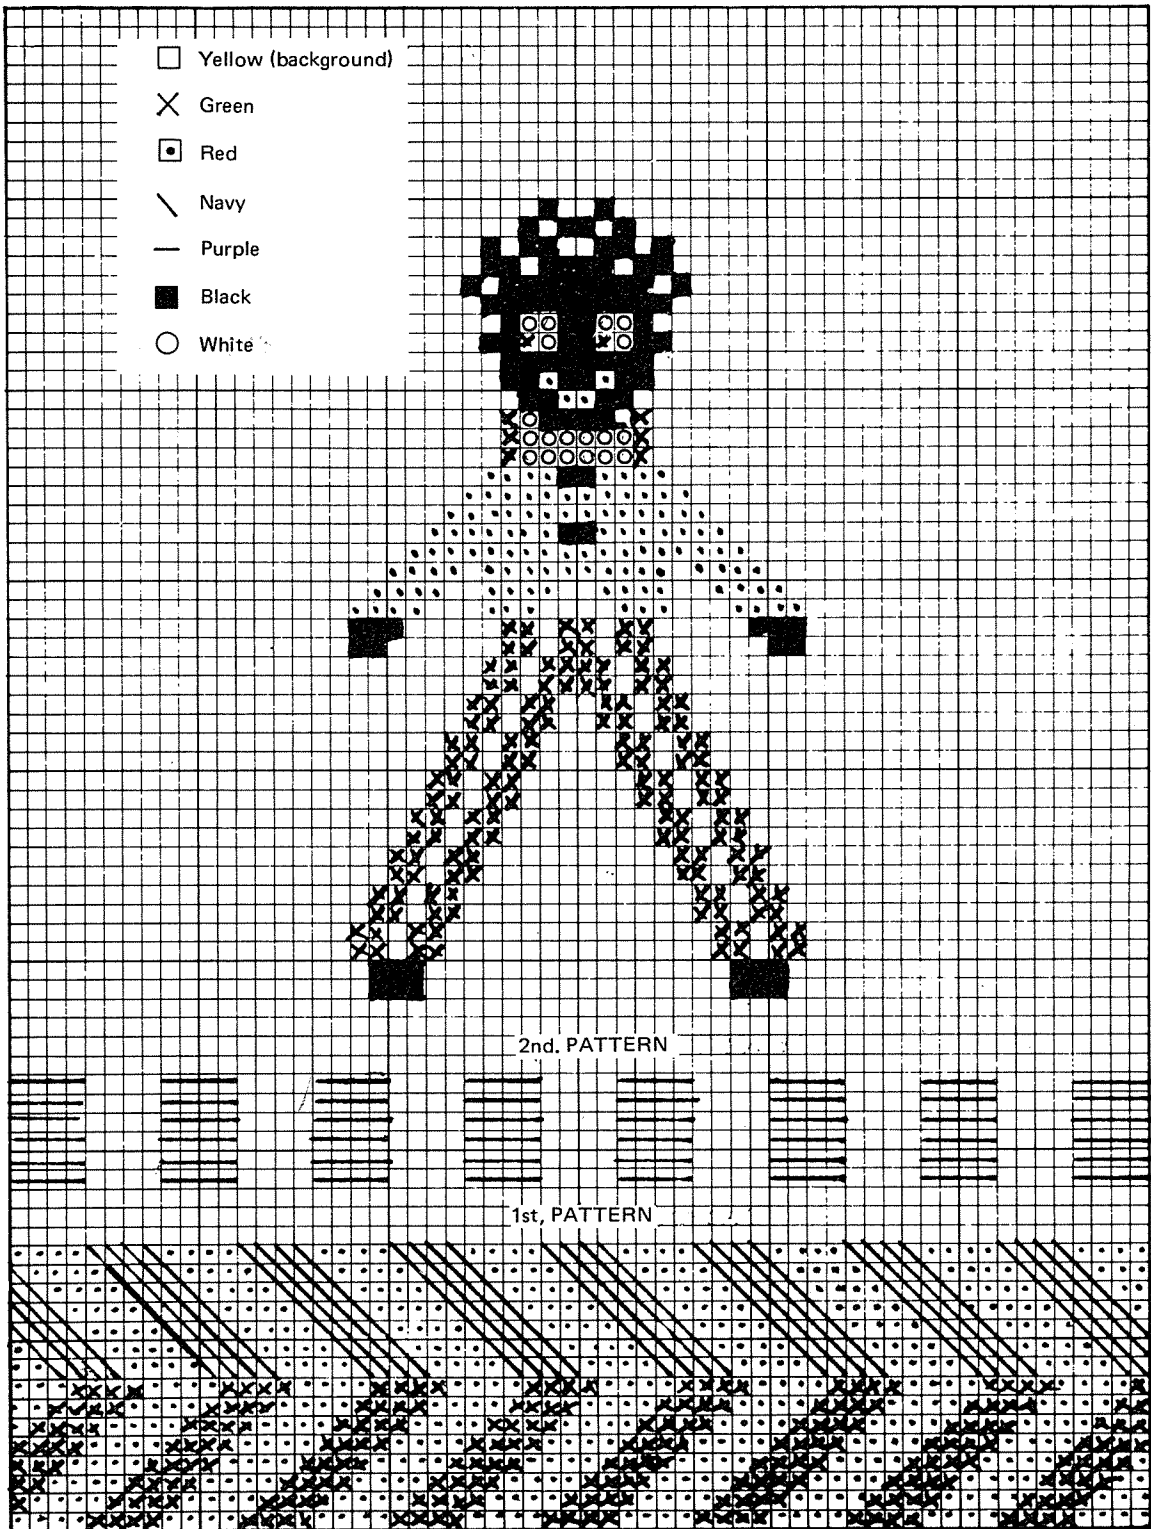 Yellow (background)
Green
Red
Navy
Purple
Black
White
2nd. PATTERN
1st, PATTERN